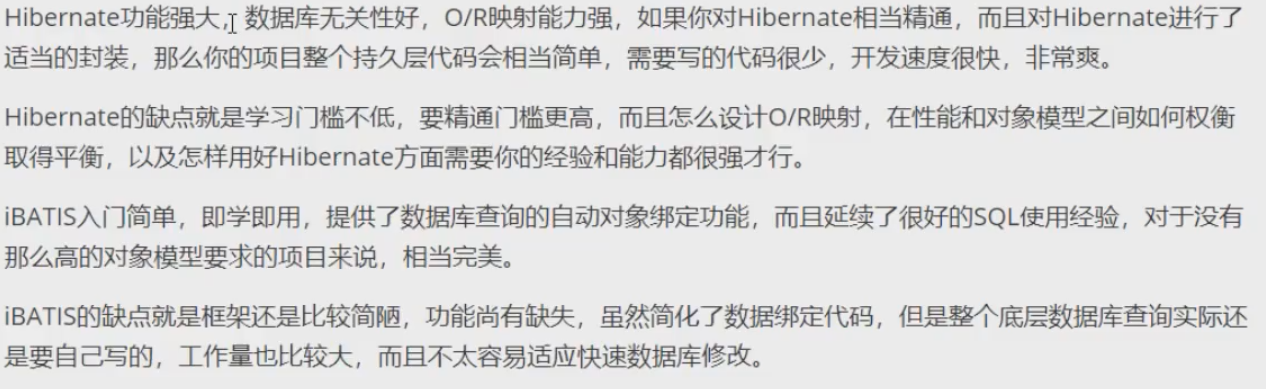 Hibernate功能强大，数据库无关性好，O/R映射能力强，如果你对Hibernate相当精通，而且对Hibernate进行了
适当的封装，那么你的项目整个持久层代码会相当简单，需要写的代码很少，开发速度很快，非常爽。
Hibernate的缺点就是学习门槛不低，要精通门槛更高，而且怎么设计O/R映射，在性能和对象模型之间如何权衡
取得平衡，以及怎样用好Hibernate方面需要你的经验和能力都很强才行。
iBATIS入门简单，即学即用，提供了数据库查询的自动对象绑定功能，而且延续了很好的SQL使用经验，对于没有
那么高的对象模型要求的项目来说，相当完美。
iBATIS的缺点就是框架还是比较简陋，功能尚有缺失，虽然简化了数据绑定代码，但是整个底层数据库查询实际还
是要自己写的，工作量也比较大，而且不太容易适应快速数据库修改。